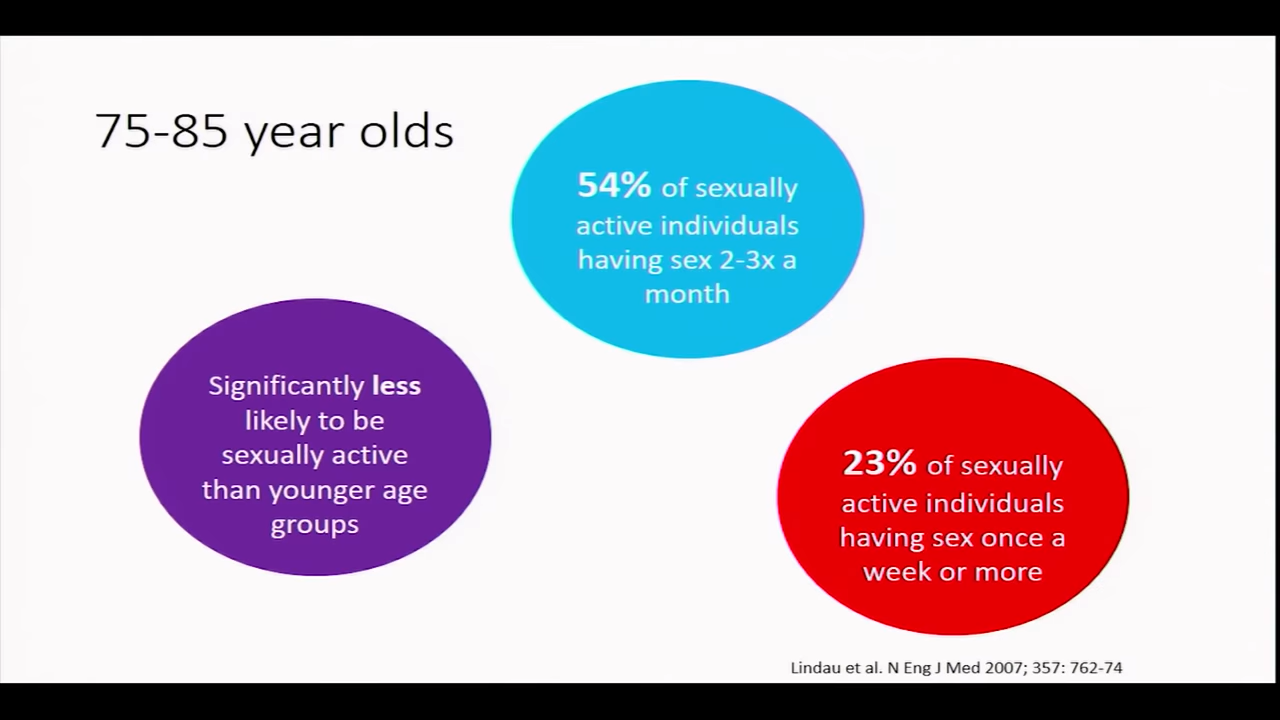 75-85 year olds
54% of sexually
active individuals
having sex 2-3x a
month
Significantly less
likely to be
sexually active
than younger age
groups
23% of sexually
active individuals
having sex once a
week or more
Lindau et al. N Eng J Med 2007; 357: 762-74